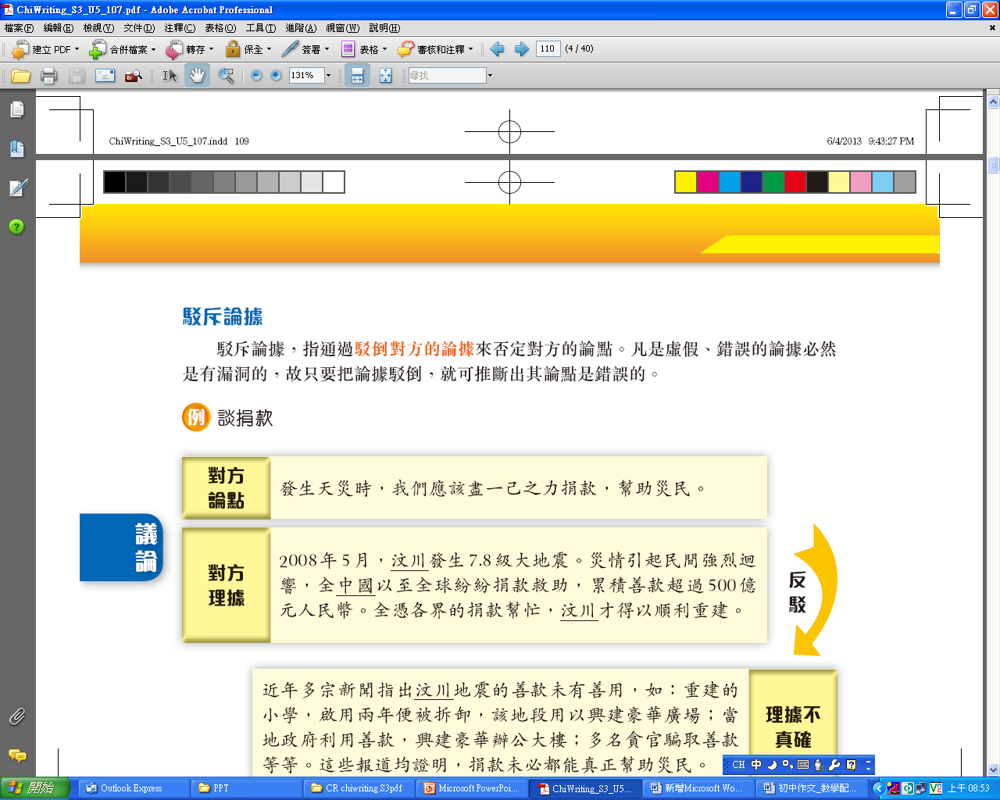 ChiWriting_S3_U5_107.pdf - Adobe Acrobat Professional
檔案(F) 編輯(E) 檢視(V) 文件(D) 注釋(C) 表格(O) 工具(T) 進階(A) 視窗(W) 說明(H)
建立 PDF 合併檔案 轉存 保全 簽署 表格 審核和注釋 110 (4 / 40)
131% 尋找
ChiWriting_S3_U5_107.indd 109
6/4/2013 9:43:27 PM
駁斥論據
駁斥論據，指通過駁倒對方的論據來否定對方的論點。凡是虛假、錯誤的論據必然
是有漏洞的，故只要把論據駁倒，就可推斷出其論點是錯誤的。
例 談捐款
對方
論點
發生天災時，我們應該盡一己之力捐款，幫助災民。
議
論
對方
理據
2008年5月，汶川發生7.8級大地震。災情引起民間強烈迴
響，全中國以至全球紛紛捐款救助，累積善款超過500億
元人民幣。全憑各界的捐款幫忙，汶川才得以順利重建。
反
駁
近年多宗新聞指出汶川地震的善款未有善用，如：重建的
小學，啟用兩年便被拆卸，該地段用以興建豪華廣場；當
地政府利用善款，興建豪華辦公大樓；多名貪官騙取善款
等等。這些報道均證明，捐款未必都能真正幫助災民。
理據不
真確
CH 中
開始 Outlook Express PPT CR chiwriting S3pdf Microsoft PowerPoi... ChiWriting_S3_U5... 新增Microsoft Wo... 初中作文_教學配... 上午 08:53